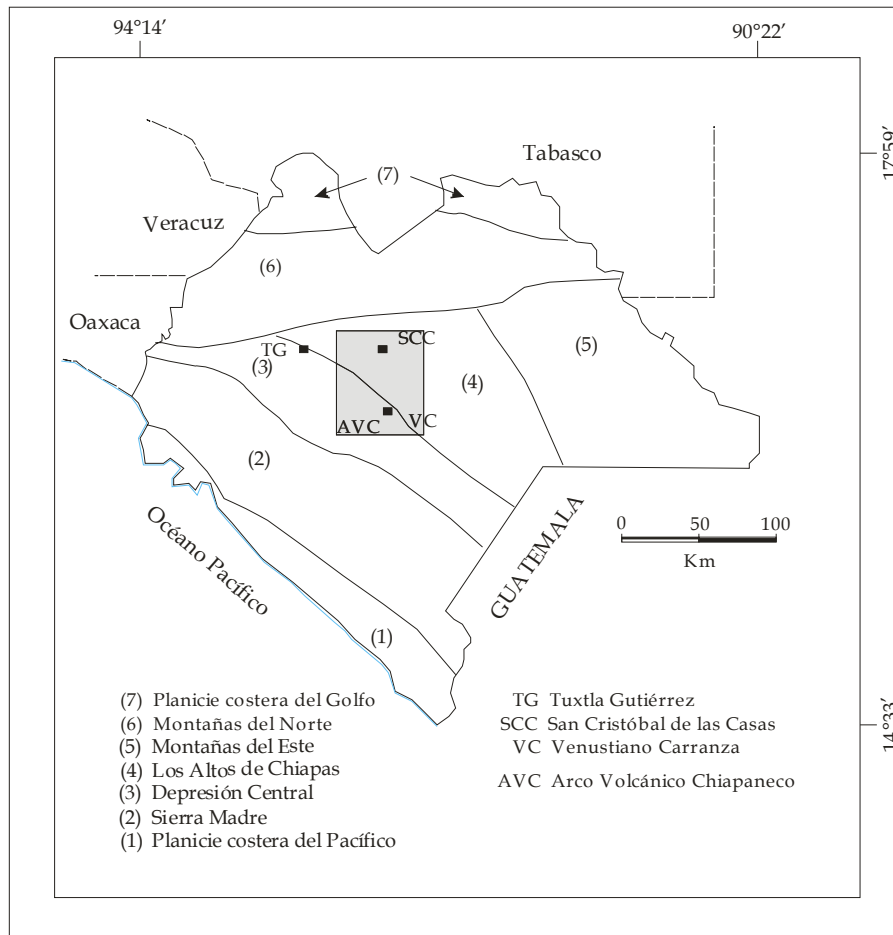 94°14′ 90°22′
Tabasco
17°59′
(7)
Veracuz
(6)
Oaxaca
TG SCC
(5)
(3)
(4)
AVC VC
(2)
Océano Pacífico
GUATEMALA
0 50 100
Km
(1)
14°33′
(7) Planicie costera del Golfo
(6) Montañas del Norte
(5) Montañas del Este
(4) Los Altos de Chiapas
(3) Depresión Central
(2) Sierra Madre
(1) Planicie costera del Pacífico
TG Tuxtla Gutiérrez
SCC San Cristóbal de las Casas
VC Venustiano Carranza
AVC Arco Volcánico Chiapaneco